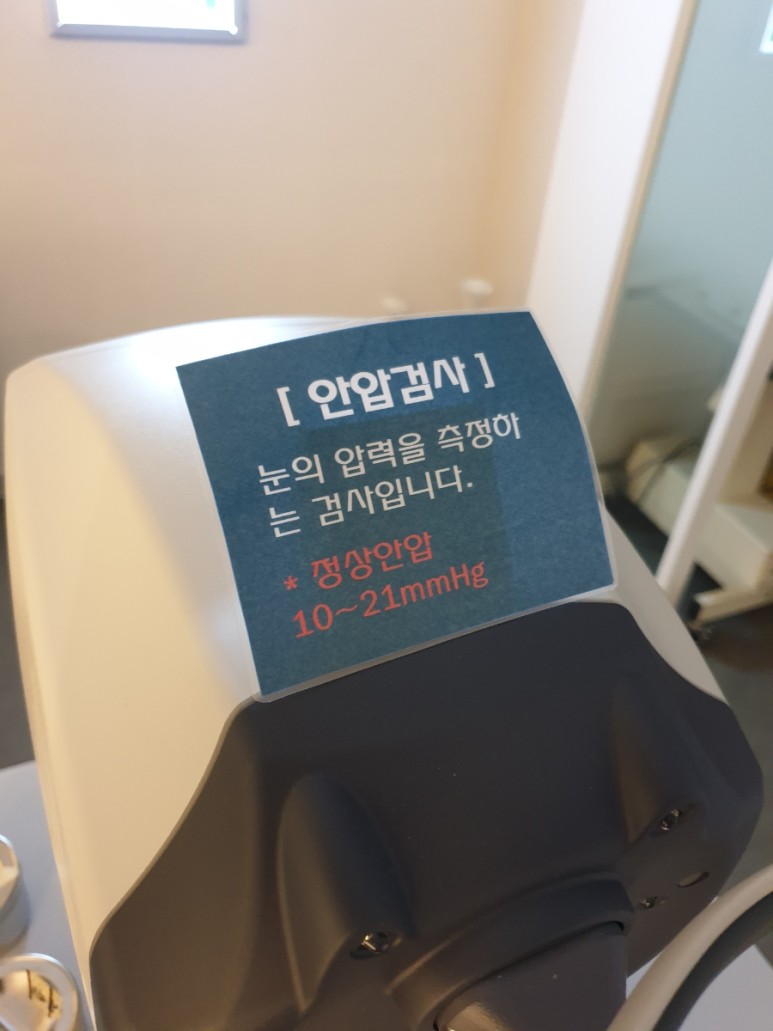 [ 안압검사 ]
눈의 압력을 측정하
는 검사입니다.
* 정상안압
10~21mmHg